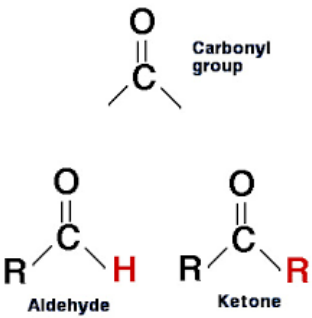 O
Carbonyl
group
C
O
C
R H
Aldehyde
O
C
R R
Ketone